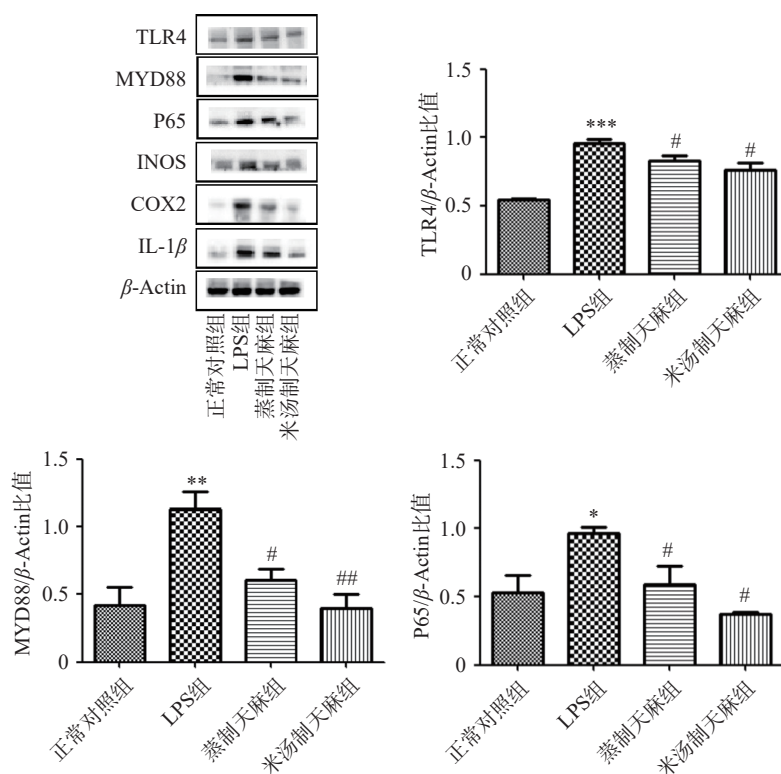 TLR4
MYD88
P65
INOS
COX2
IL-1β
β-Actin
正常对照组
LPS组
蒸制天麻组
米汤制天麻组
TLR4/β-Actin比值
1.5
1.0
0.5
0
***
#
#
正常对照组
LPS组
蒸制天麻组
米汤制天麻组
MYD88/β-Actin比值
1.5
1.0
0.5
0
**
#
##
正常对照组
LPS组
蒸制天麻组
米汤制天麻组
P65/β-Actin比值
1.5
1.0
0.5
0
*
#
#
正常对照组
LPS组
蒸制天麻组
米汤制天麻组